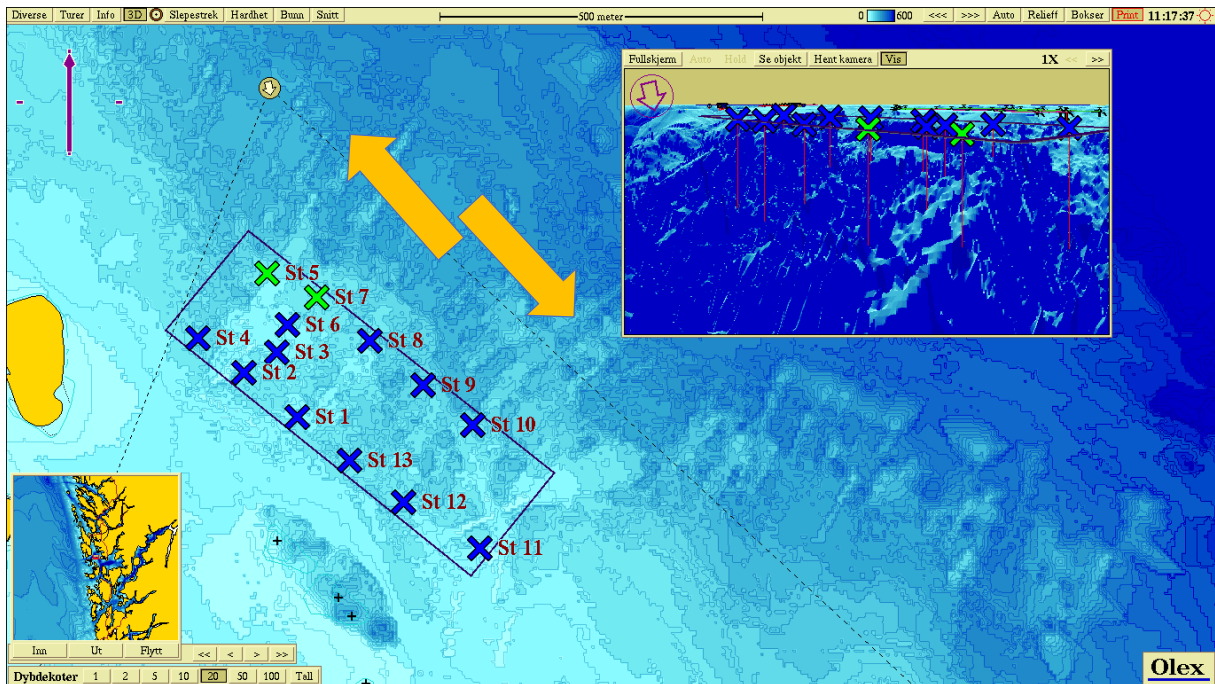 Diverse Turer Info 3D Slepestrek Hardhet Bunn Snitt 500 meter 0 600 <<< >>> Auto Relieff Bokser Print 11:17:37
Fullskjerm Auto Hold Se objekt Hent kamera Vis 1X << >>
St 5
St 7
St 6
St 4
St 8
St 3
St 2
St 9
St 1
St 10
St 13
St 12
St 11
Inn Ut Flytt << < > >>
Dybdekoter 1 2 5 10 20 50 100 Tall
Olex